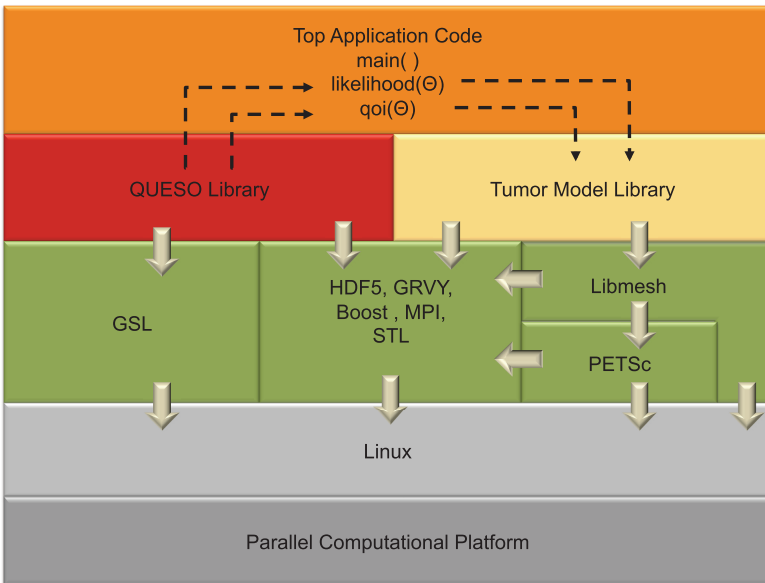 Top Application Code
main( )
likelihood(Θ)
qoi(Θ)
QUESO Library
Tumor Model Library
GSL
HDF5, GRVY,
Boost , MPI,
STL
Libmesh
PETSc
Linux
Parallel Computational Platform